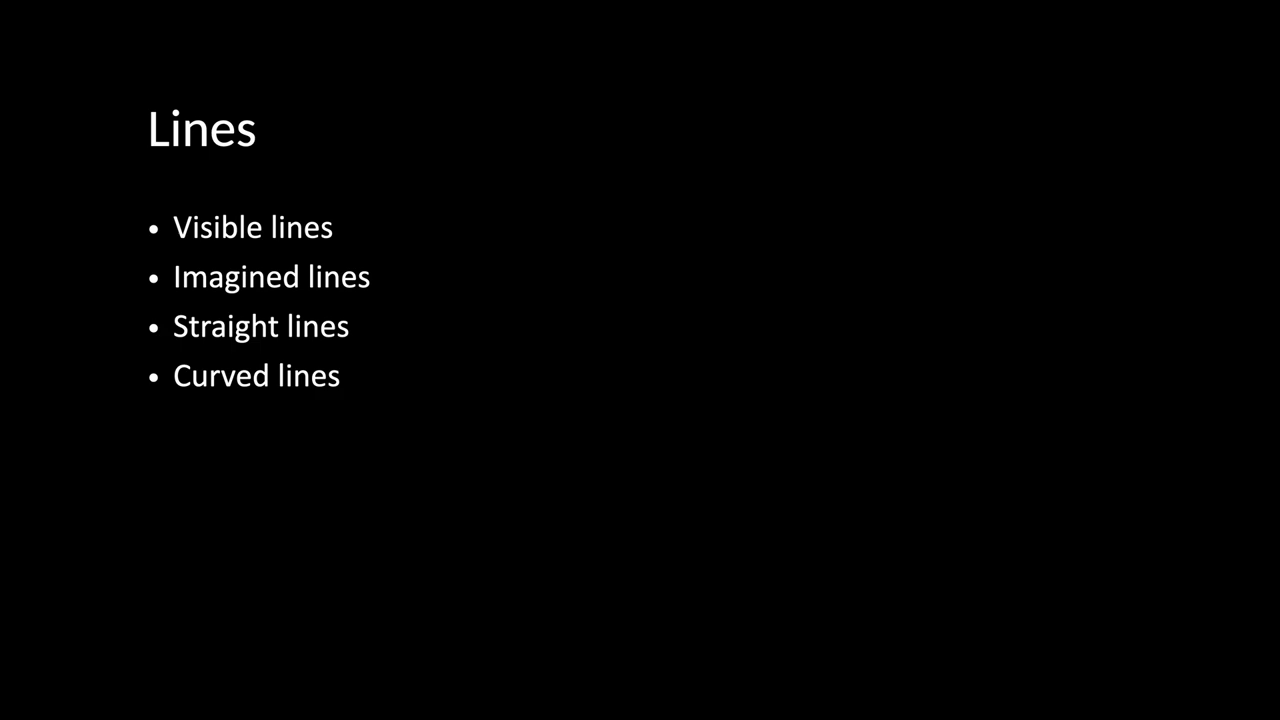 Lines
• Visible lines
• Imagined lines
• Straight lines
• Curved lines